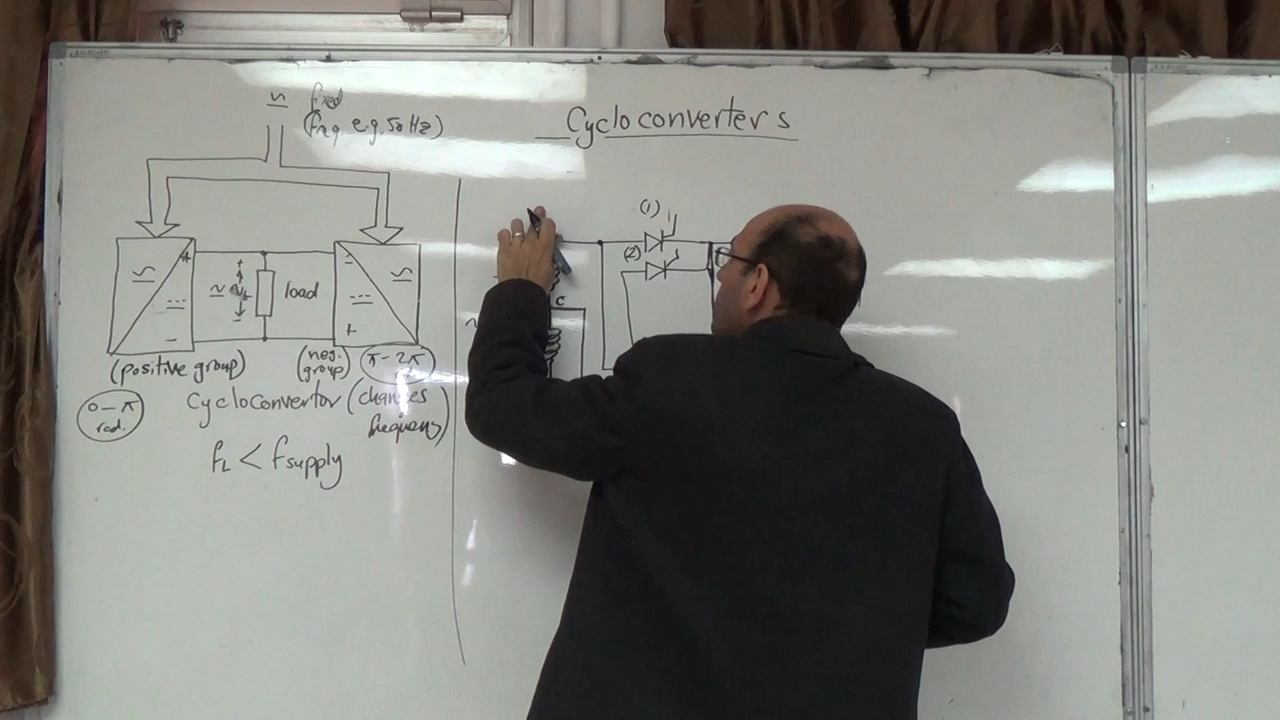 Cycloconverters
∼ fixed
freq e.g. 50 Hz)
+
-
+
-
load
-
+
(positive group)
(neg. group)
π - 2π
0 - π
rad.
Cycloconvertor (changes
frequency)
fL < fsupply
(1)
(2)
c